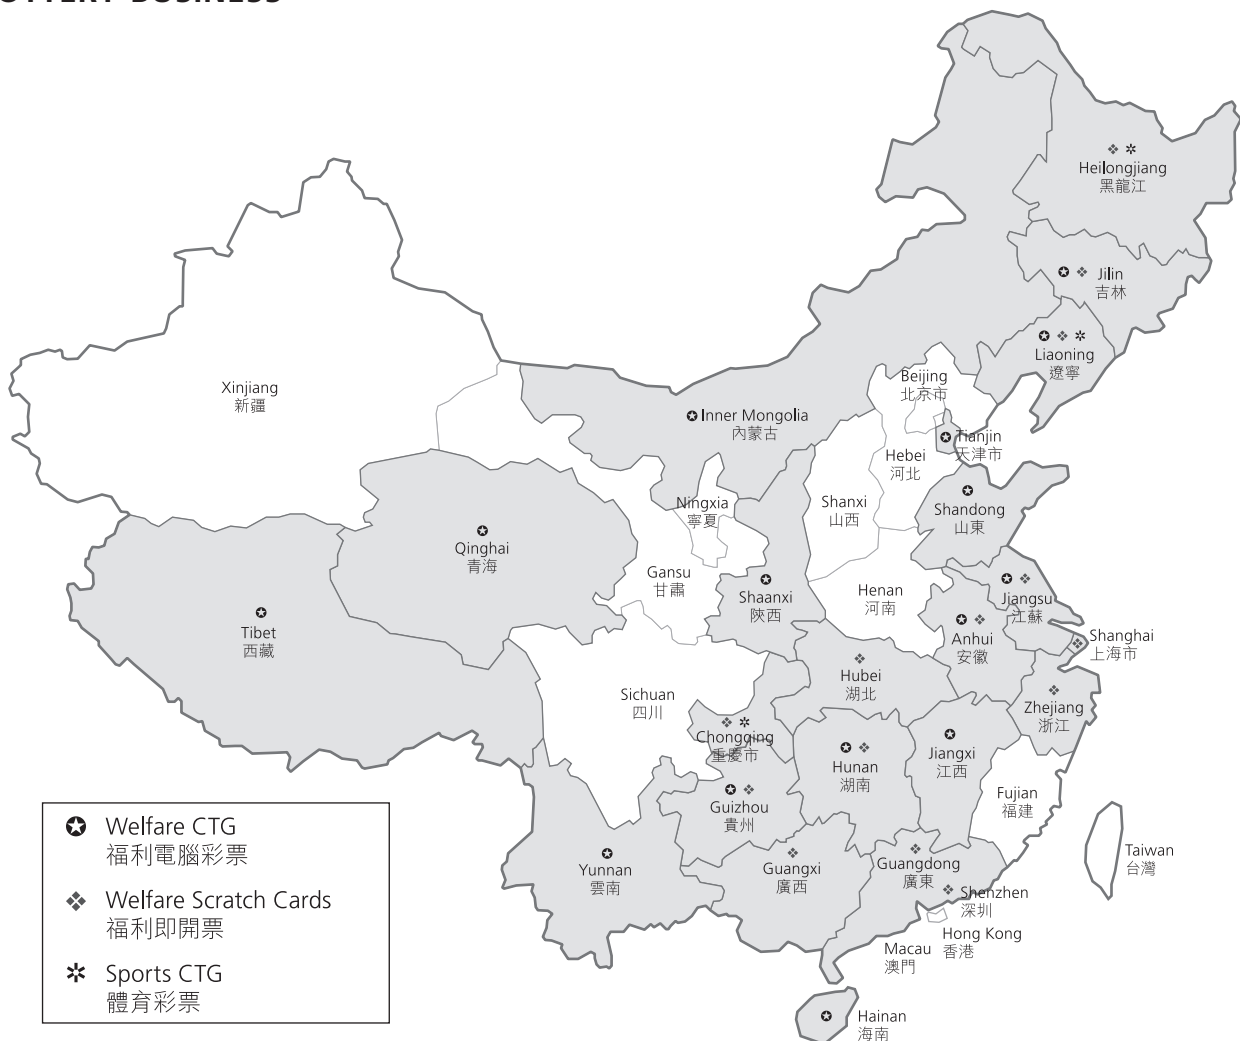 Heilongjiang
黑龍江
Jilin
吉林
Liaoning
遼寧
Xinjiang
新疆
Beijing
北京市
Inner Mongolia
內蒙古
Tianjin
天津市
Hebei
河北
Ningxia
寧夏
Shanxi
山西
Shandong
山東
Qinghai
青海
Gansu
甘肅
Shaanxi
陝西
Henan
河南
Jiangsu
江蘇
Tibet
西藏
Anhui
安徽
Shanghai
上海市
Hubei
湖北
Sichuan
四川
Zhejiang
浙江
Chongqing
重慶市
Hunan
湖南
Jiangxi
江西
Guizhou
貴州
Fujian
福建
Yunnan
雲南
Guangxi
廣西
Guangdong
廣東
Taiwan
台灣
Shenzhen
深圳
Hong Kong
香港
Macau
澳門
Hainan
海南
Welfare CTG
福利電腦彩票
Welfare Scratch Cards
福利即開票
Sports CTG
體育彩票